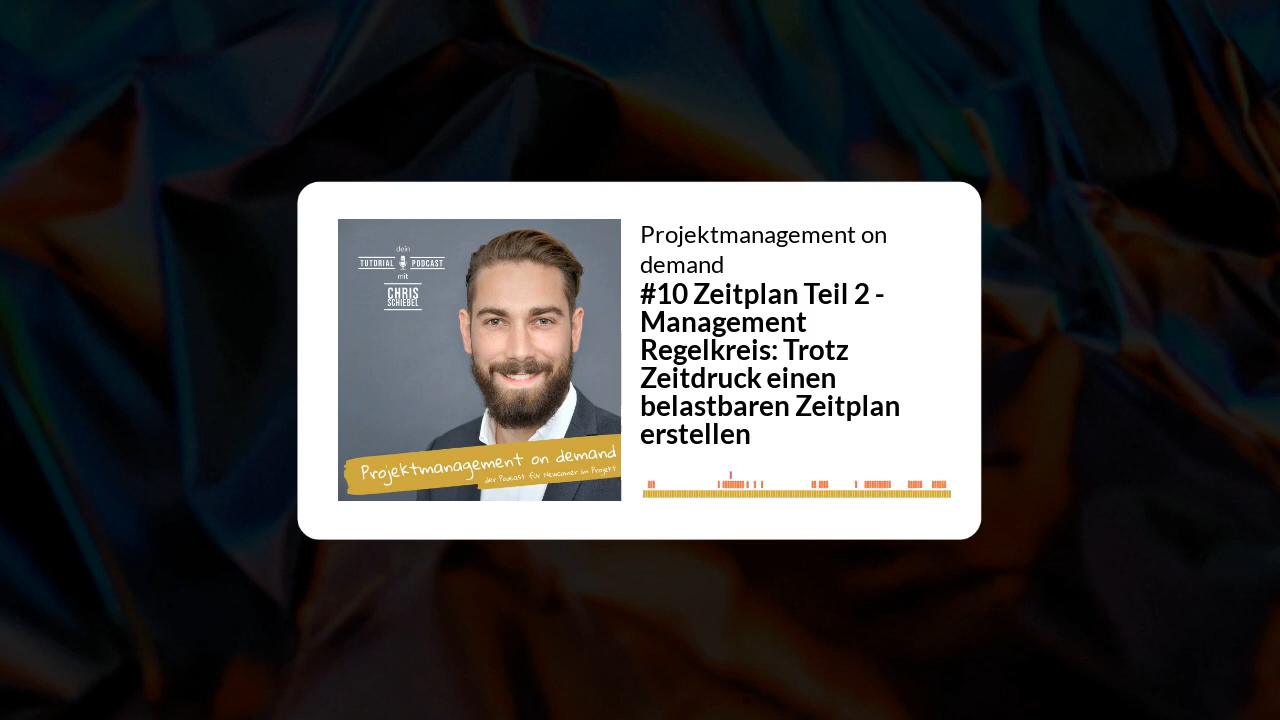 dein
TUTORIAL PODCAST
mit
CHRIS
SCHIEBEL
Projektmanagement on demand
der Podcast für Newcomer im Projekt
Projektmanagement on
demand
#10 Zeitplan Teil 2 -
Management
Regelkreis: Trotz
Zeitdruck einen
belastbaren Zeitplan
erstellen